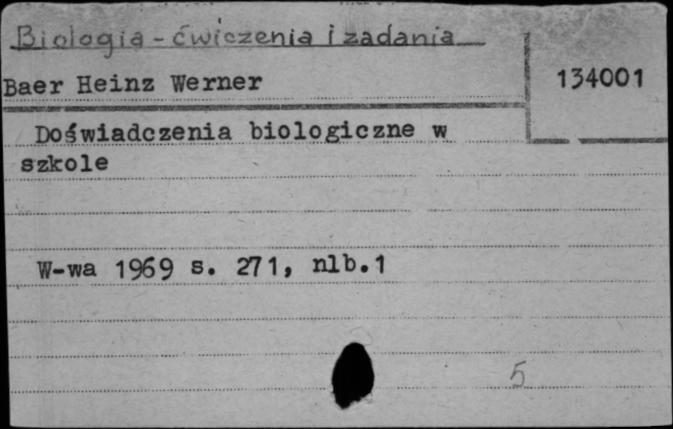 Biologia - ćwiczenia i zadania
Baer Heinz Werner
134001
Doświadczenia biologiczne w
szkole
W-wa 1969 s. 271, nlb.1
5